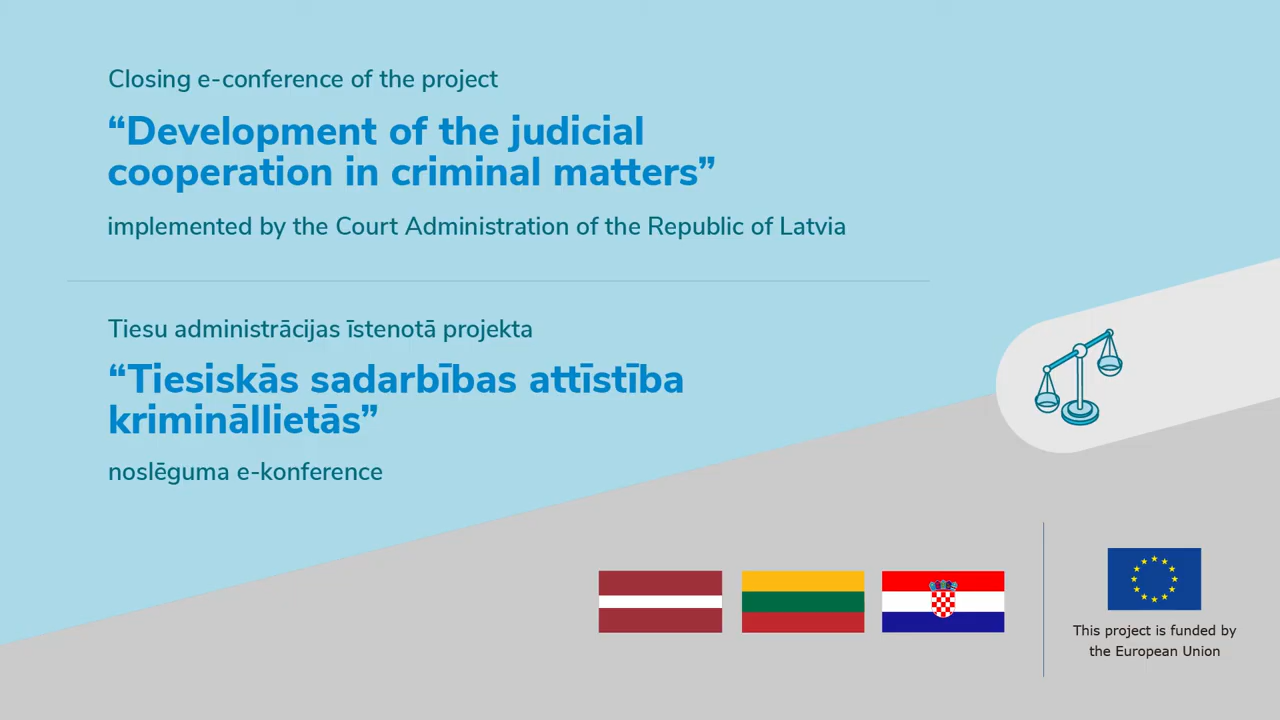 Closing e-conference of the project
“Development of the judicial
cooperation in criminal matters”
implemented by the Court Administration of the Republic of Latvia
Tiesu administrācijas īstenotā projekta
“Tiesiskās sadarbības attīstība
krimināllietās”
noslēguma e-konference
This project is funded by
the European Union